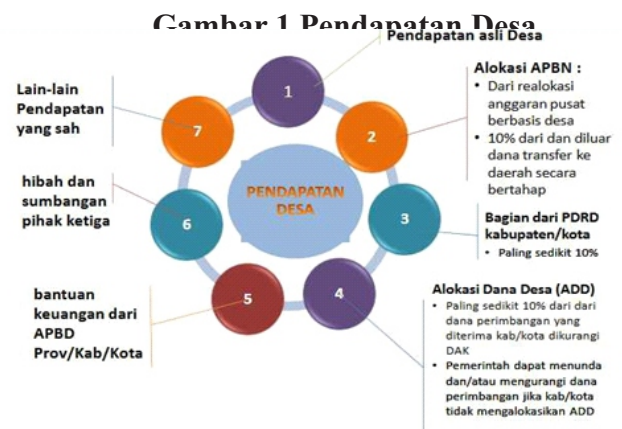 Gambar 1 Pendapatan Desa
1
Pendapatan asli Desa
2
Alokasi APBN :
• Dari realokasi
anggaran pusat
berbasis desa
• 10% dari dan diluar
dana transfer ke
daerah secara
bertahap
3
Bagian dari PDRD
kabupaten/kota
• Paling sedikit 10%
4
Alokasi Dana Desa (ADD)
• Paling sedikit 10% dari dari
dana perimbangan yang
diterima kab/kota dikurangi
DAK
• Pemerintah dapat menunda
dan/atau mengurangi dana
perimbangan jika kab/kota
tidak mengalokasikan ADD
5
bantuan
keuangan dari
APBD
Prov/Kab/Kota
6
hibah dan
sumbangan
pihak ketiga
7
Lain-lain
Pendapatan
yang sah
PENDAPATAN
DESA